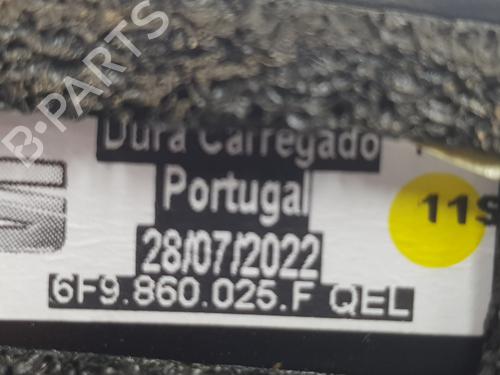 B-PARTS
Dura Carregado
Portugal
28/07/2022
11S
6F9.860.025.F QEL